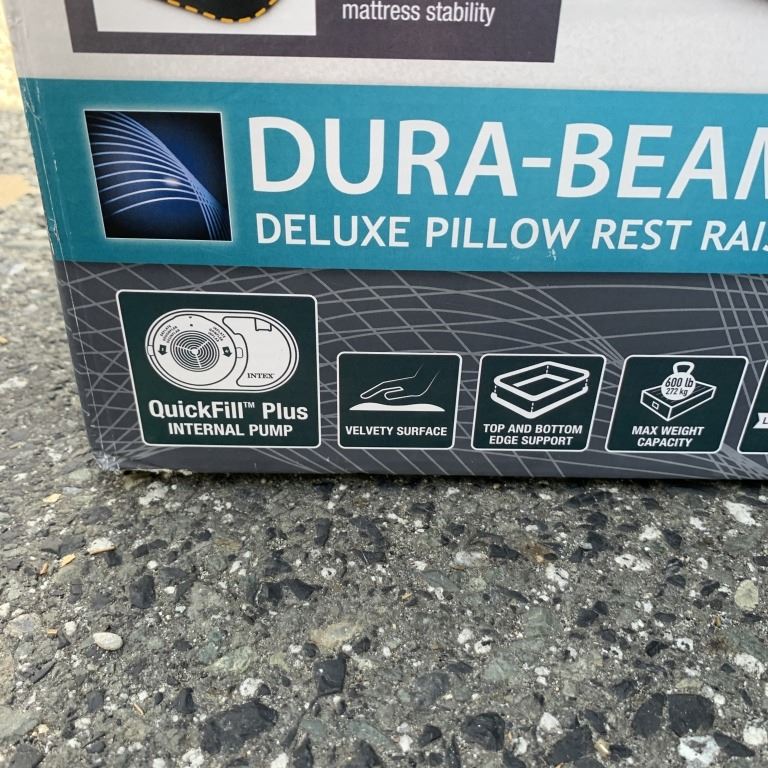 mattress stability
DURA-BEAM
DELUXE PILLOW REST RAIS
INTEX
QuickFill™ Plus
INTERNAL PUMP
VELVETY SURFACE
TOP AND BOTTOM
EDGE SUPPORT
600 lb
272 kg
MAX WEIGHT
CAPACITY